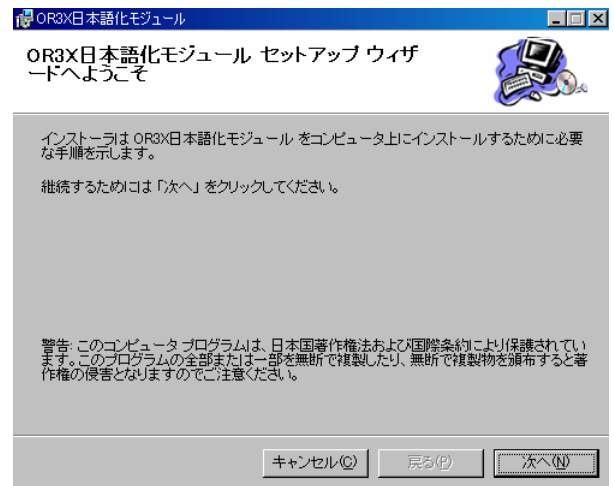 OR3X日本語化モジュール
OR3X日本語化モジュール セットアップ ウィザ
ードへようこそ
インストーラは OR3X日本語化モジュール をコンピュータ上にインストールするために必要
な手順を示します。
継続するためには「次へ」をクリックしてください。
警告: このコンピュータ プログラムは、日本国著作権法および国際条約により保護されてい
ます。このプログラムの全部または一部を無断で複製したり、無断で複製物を頒布すると著
作権の侵害となりますのでご注意ください。
キャンセル(C) 戻る(P) 次へ(N)